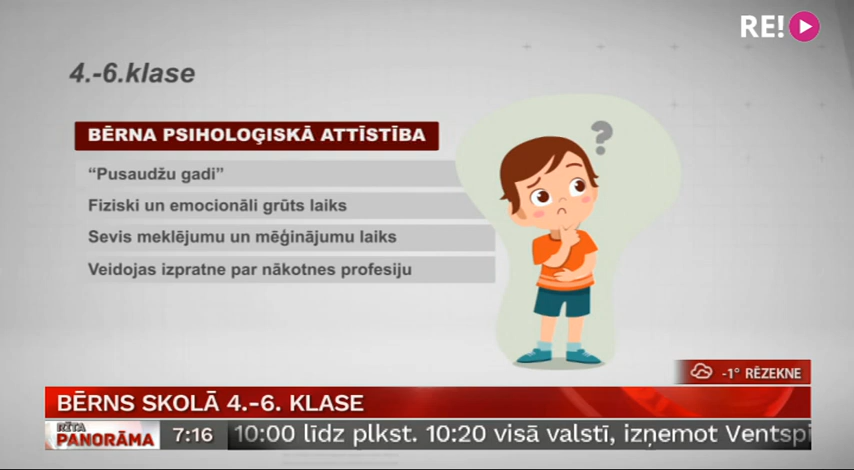 RE!
4.-6.klase
BĒRNA PSIHOLOĢISKĀ ATTĪSTĪBA
“Pusaudžu gadi”
Fiziski un emocionāli grūts laiks
Sevis meklējumu un mēģinājumu laiks
Veidojas izpratne par nākotnes profesiju
?
-1° RĒZEKNE
BĒRNS SKOLĀ 4.-6. KLASE
RĪTA
PANORĀMA
7:16 10:00 līdz plkst. 10:20 visā valstī, izņemot Ventspi